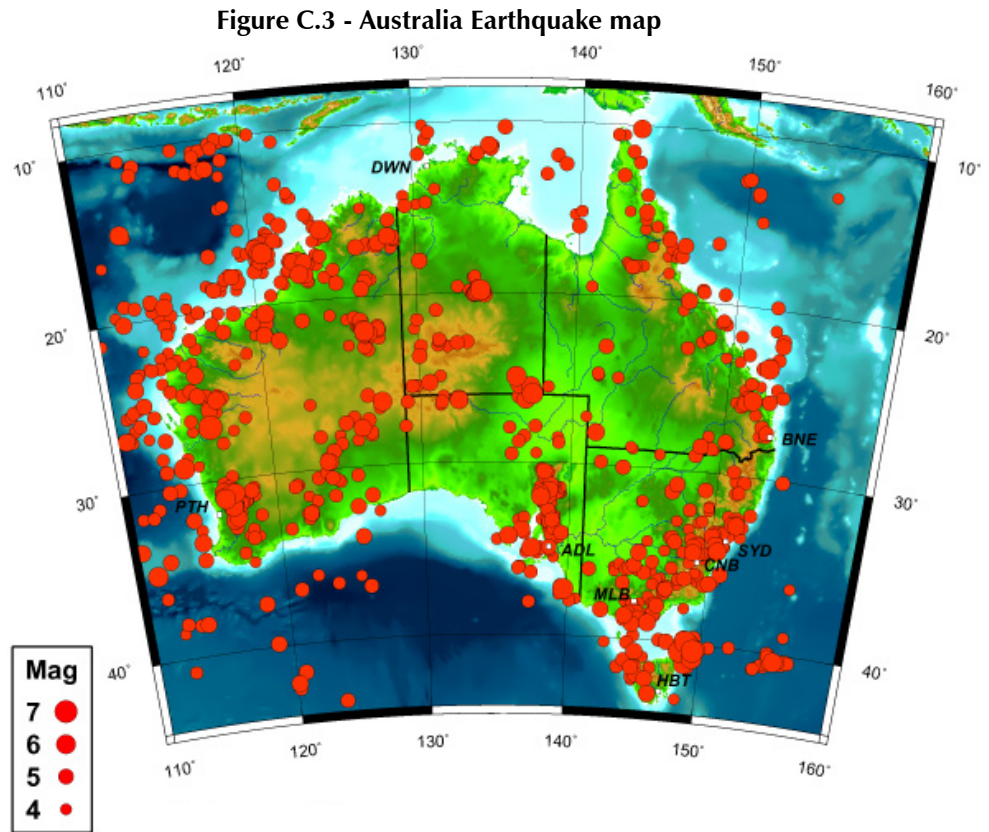 Figure C.3 - Australia Earthquake map
110° 120° 130° 140° 150° 160°
10° 10°
DWN
20° 20°
BNE
30° 30°
PTH
ADL SYD
CNB
MLB
40° 40°
HBT
110° 120° 130° 140° 150° 160°
Mag
7
6
5
4